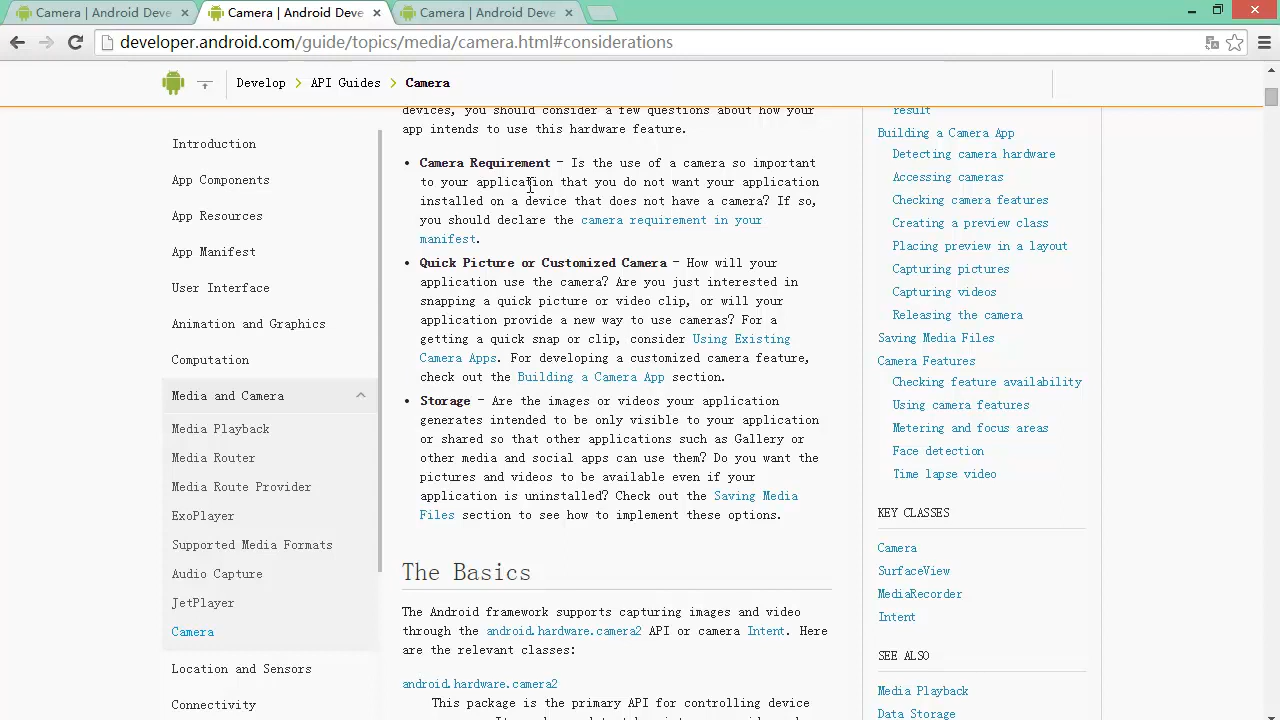 Camera | Android Deve
Camera | Android Deve
Camera | Android Deve
developer.android.com/guide/topics/media/camera.html#considerations
Develop > API Guides > Camera
Introduction
App Components
App Resources
App Manifest
User Interface
Animation and Graphics
Computation
Media and Camera
Media Playback
Media Router
Media Route Provider
ExoPlayer
Supported Media Formats
Audio Capture
JetPlayer
Camera
Location and Sensors
Connectivity
devices, you should consider a few questions about how your
app intends to use this hardware feature.
• Camera Requirement - Is the use of a camera so important
to your application that you do not want your application
installed on a device that does not have a camera? If so,
you should declare the camera requirement in your
manifest.
• Quick Picture or Customized Camera - How will your
application use the camera? Are you just interested in
snapping a quick picture or video clip, or will your
application provide a new way to use cameras? For a
getting a quick snap or clip, consider Using Existing
Camera Apps. For developing a customized camera feature,
check out the Building a Camera App section.
• Storage - Are the images or videos your application
generates intended to be only visible to your application
or shared so that other applications such as Gallery or
other media and social apps can use them? Do you want the
pictures and videos to be available even if your
application is uninstalled? Check out the Saving Media
Files section to see how to implement these options.
The Basics
The Android framework supports capturing images and video
through the android.hardware.camera2 API or camera Intent. Here
are the relevant classes:
android.hardware.camera2
This package is the primary API for controlling device
result
Building a Camera App
Detecting camera hardware
Accessing cameras
Checking camera features
Creating a preview class
Placing preview in a layout
Capturing pictures
Capturing videos
Releasing the camera
Saving Media Files
Camera Features
Checking feature availability
Using camera features
Metering and focus areas
Face detection
Time lapse video
KEY CLASSES
Camera
SurfaceView
MediaRecorder
Intent
SEE ALSO
Media Playback
Data Storage